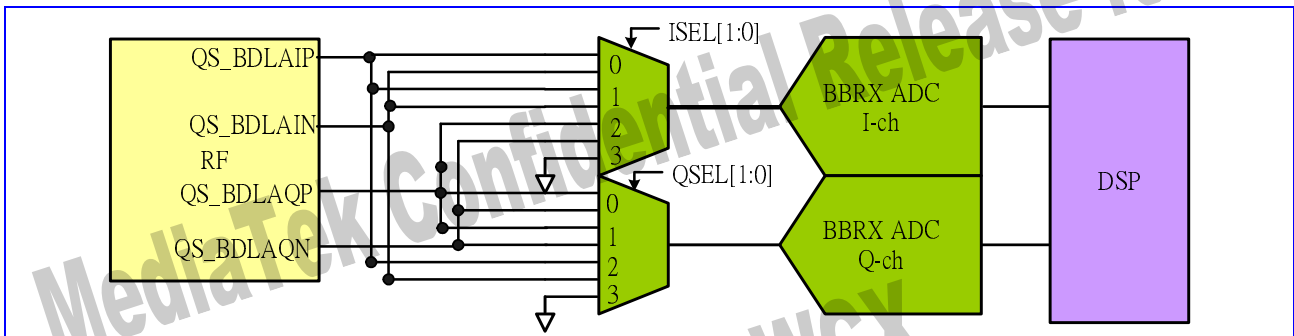 QS_BDLAIP
QS_BDLAIN
RF
QS_BDLAQP
QS_BDLAQN
ISEL[1:0]
0
1
2
3
QSEL[1:0]
0
1
2
3
BBRX ADC
I-ch
BBRX ADC
Q-ch
DSP
MediaTek Confidential Release